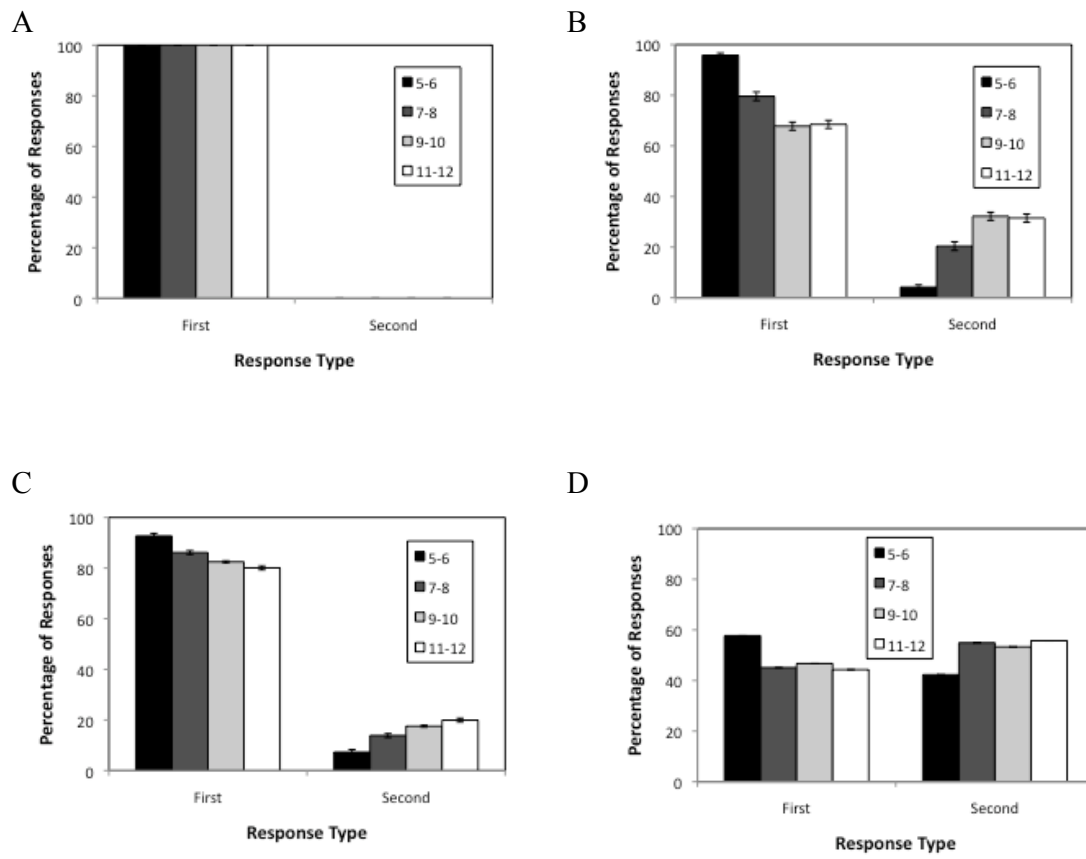 A
Percentage of Responses
100
80
60
40
20
0
5-6
7-8
9-10
11-12
First
Second
Response Type
B
Percentage of Responses
100
80
60
40
20
0
5-6
7-8
9-10
11-12
First
Second
Response Type
C
Percentage of Responses
100
80
60
40
20
0
5-6
7-8
9-10
11-12
First
Second
Response Type
D
Percentage of Responses
100
80
60
40
20
0
5-6
7-8
9-10
11-12
First
Second
Response Type